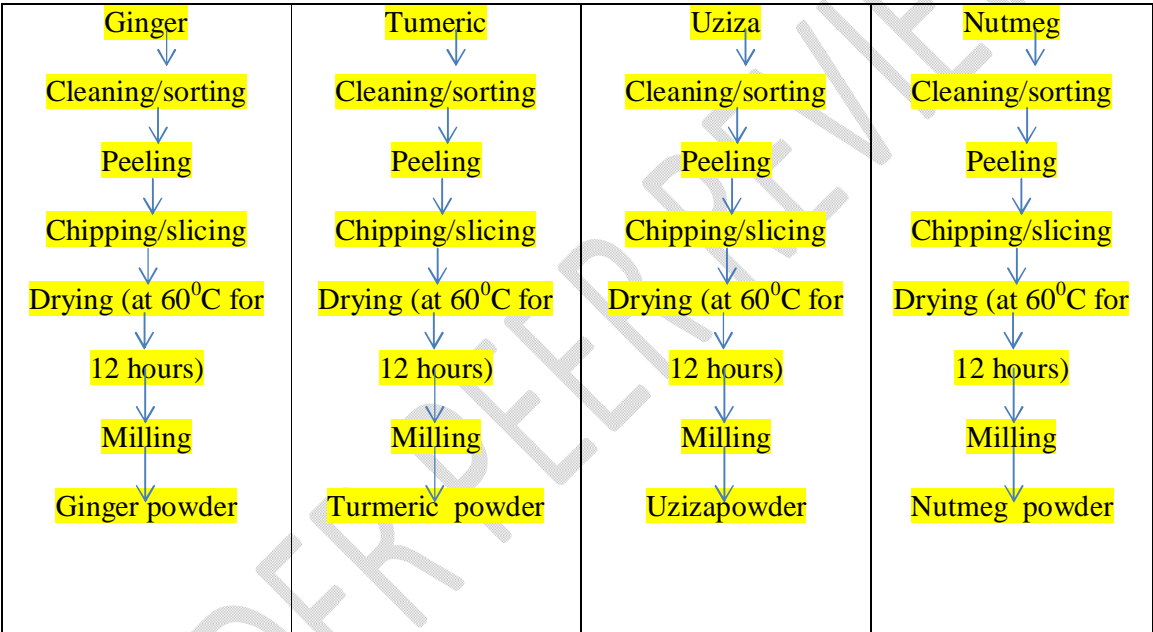 Ginger
Cleaning/sorting
Peeling
Chipping/slicing
Drying (at 60⁰C for
12 hours)
Milling
Ginger powder
Tumeric
Cleaning/sorting
Peeling
Chipping/slicing
Drying (at 60⁰C for
12 hours)
Milling
Turmeric powder
Uziza
Cleaning/sorting
Peeling
Chipping/slicing
Drying (at 60⁰C for
12 hours)
Milling
Uzizapowder
Nutmeg
Cleaning/sorting
Peeling
Chipping/slicing
Drying (at 60⁰C for
12 hours)
Milling
Nutmeg powder
DER PEER REVIE